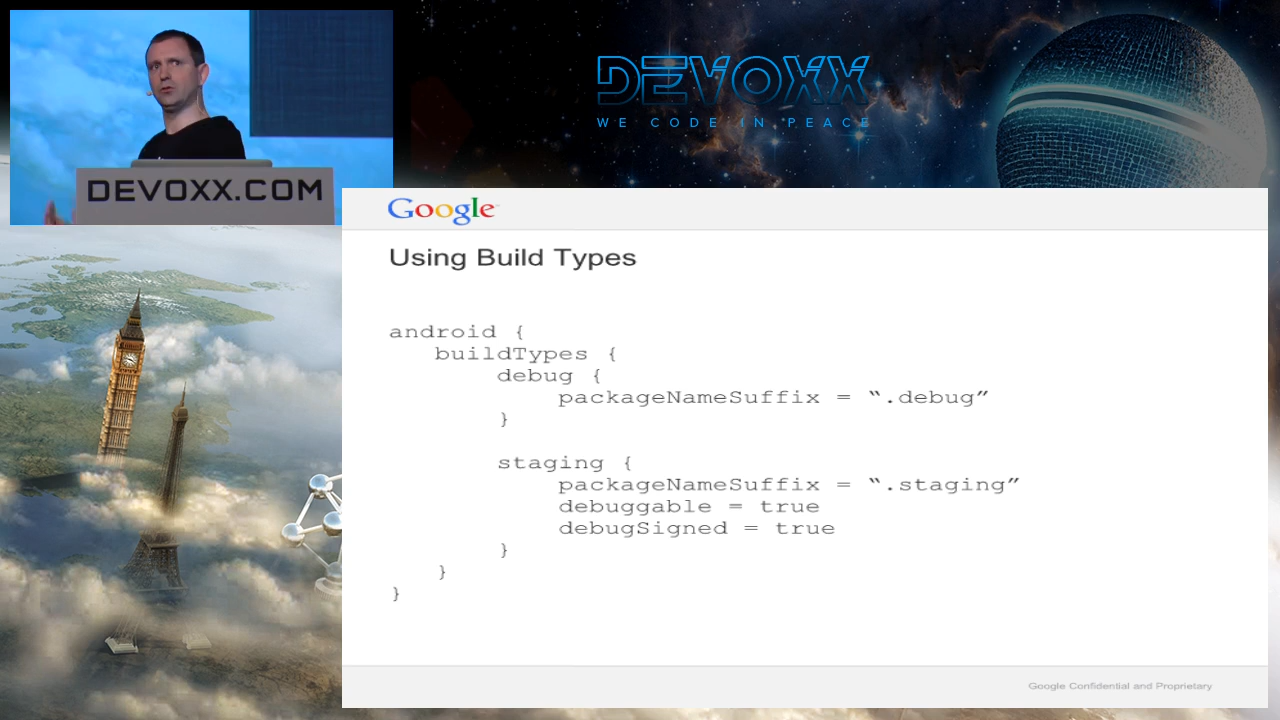 DEVOXX
WE CODE IN PEACE
DEVOXX.COM
Google
Using Build Types
android {
buildTypes {
debug {
packageNameSuffix = “.debug”
}
staging {
packageNameSuffix = “.staging”
debuggable = true
debugSigned = true
}
}
}
Google Confidential and Proprietary